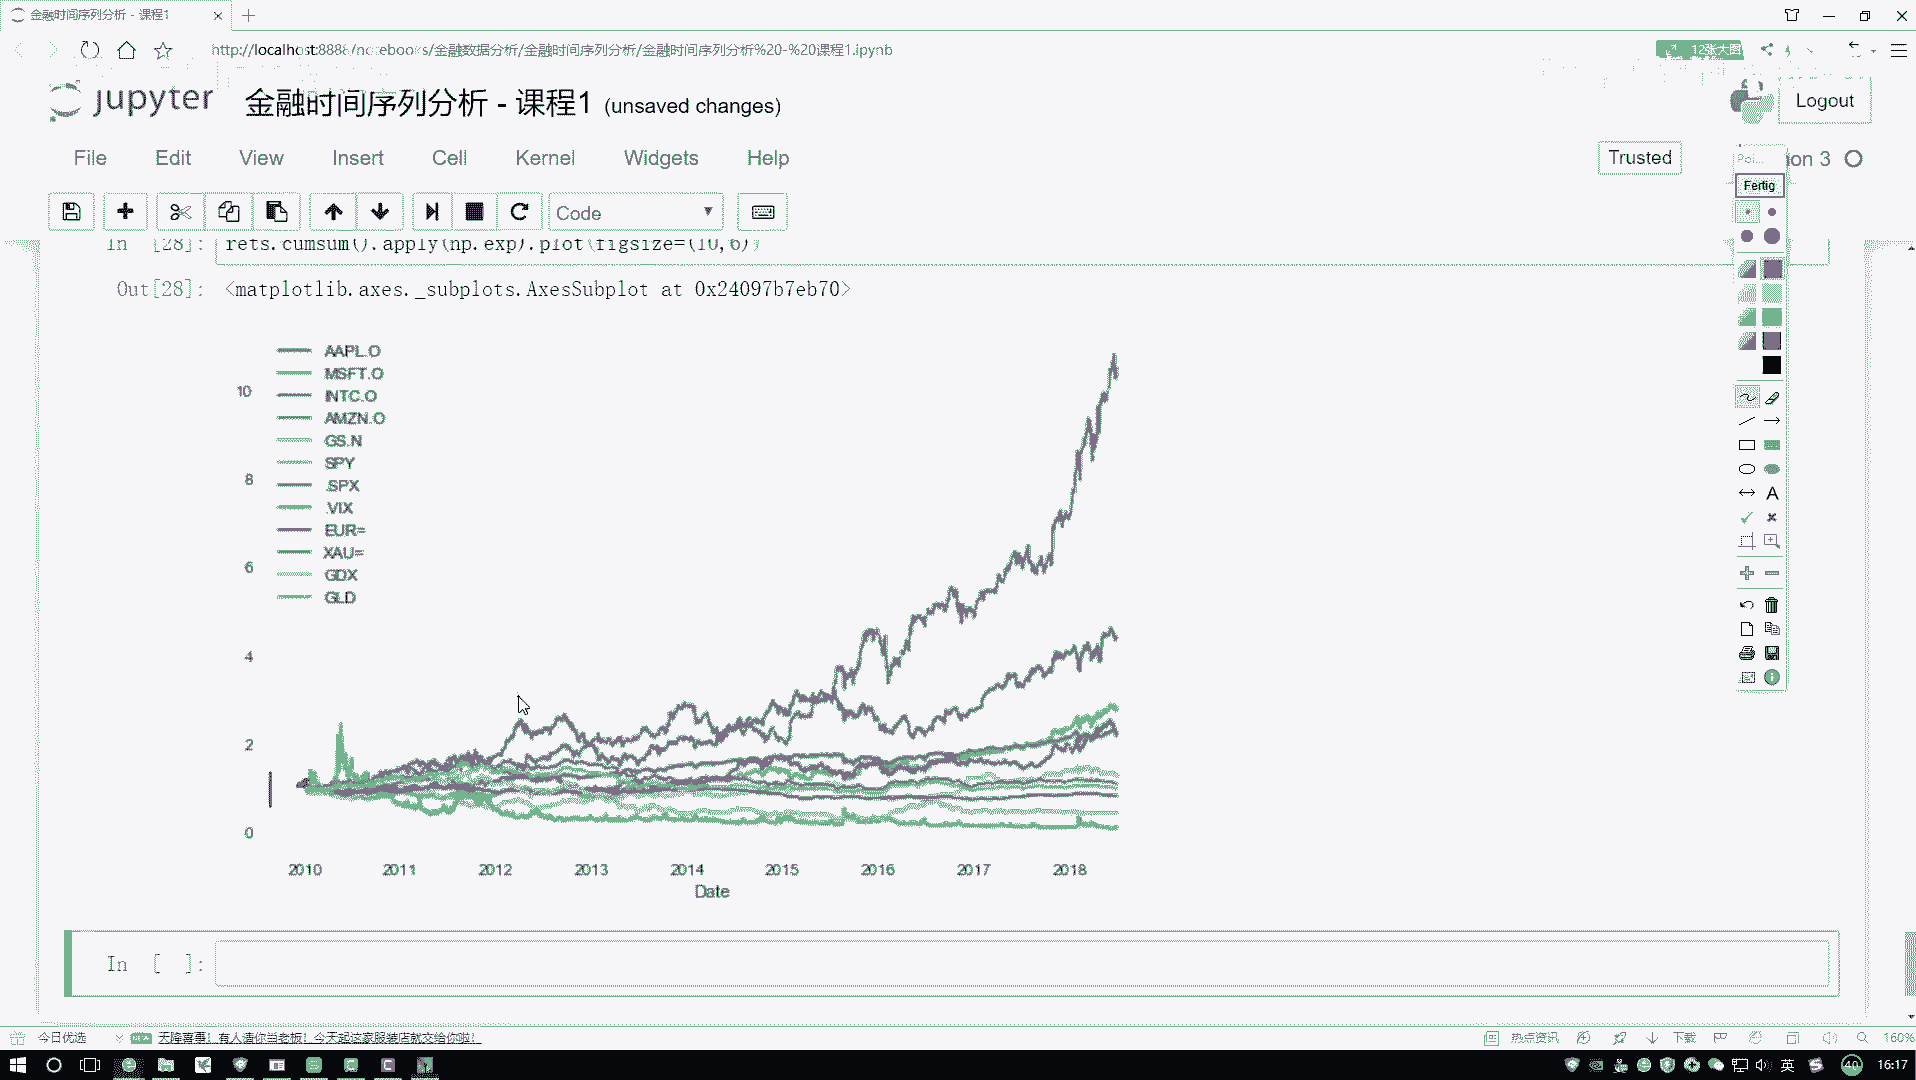 金融时间序列分析 - 课程1
http://localhost:8888/notebooks/金融数据分析/金融时间序列分析/金融时间序列分析%20-%20课程1.ipynb
12张大图
jupyter 金融时间序列分析 - 课程1 (unsaved changes)
Logout
File Edit View Insert Cell Kernel Widgets Help
Trusted
ion 3
Poi...
Fertig
Code
In [28]: rets.cumsum().apply(np.exp).plot(figsize=(10,6))
Out[28]: <matplotlib.axes._subplots.AxesSubplot at 0x24097b7eb70>
AAPL.O
MSFT.O
INTC.O
AMZN.O
GS.N
SPY
.SPX
.VIX
EUR=
XAU=
GDX
GLD
10
8
6
4
2
0
2010 2011 2012 2013 2014 2015 2016 2017 2018
Date
A
In [ ]:
今日优选
天降喜事！有人请你当老板！今天起这家服装店就交给你啦！
热点资讯
下载
160%
英
40
16:17